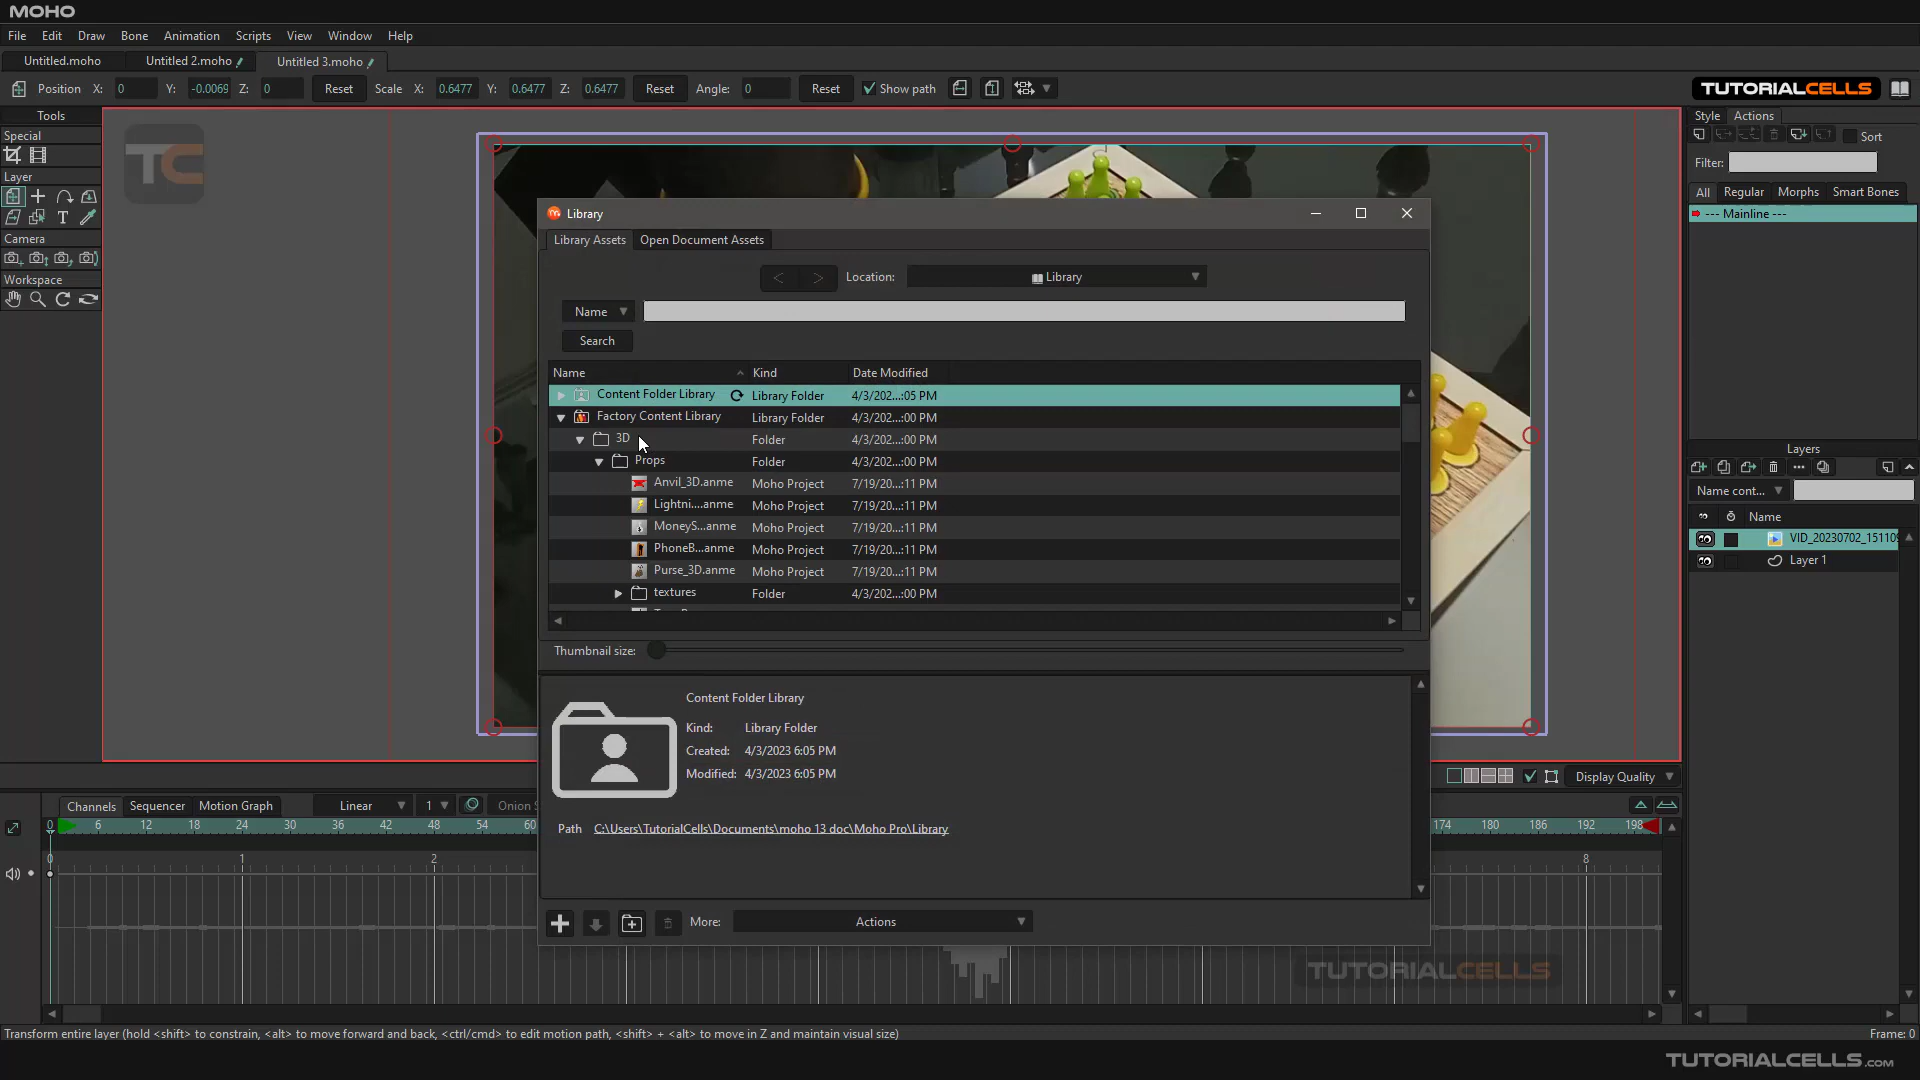 MOHO
File Edit Draw Bone Animation Scripts View Window Help
Untitled.moho Untitled 2.moho Untitled 3.moho
Position X: 0 Y: -0.0069 Z: 0 Reset Scale X: 0.6477 Y: 0.6477 Z: 0.6477 Reset Angle: 0 Reset Show path
TUTORIALCELLS
Tools
Special
Layer
Camera
Workspace
TC
Style Actions
Sort
Filter:
All Regular Morphs Smart Bones
--- Mainline ---
Layers
Name cont...
Name
VID_20230702_151109
Layer 1
Library
Library Assets Open Document Assets
< > Location: Library
Name
Search
Name Kind Date Modified
Content Folder Library Library Folder 4/3/202...:05 PM
Factory Content Library Library Folder 4/3/202...:00 PM
3D Folder 4/3/202...:00 PM
Props Folder 4/3/202...:00 PM
Anvil_3D.anme Moho Project 7/19/20...:11 PM
Lightni....anme Moho Project 7/19/20...:11 PM
MoneyS...anme Moho Project 7/19/20...:11 PM
PhoneB...anme Moho Project 7/19/20...:11 PM
Purse_3D.anme Moho Project 7/19/20...:11 PM
textures Folder 4/3/202...:00 PM
Thumbnail size:
Content Folder Library
Kind: Library Folder
Created: 4/3/2023 6:05 PM
Modified: 4/3/2023 6:05 PM
Path C:\Users\TutorialCells\Documents\moho 13 doc\Moho Pro\Library
More: Actions
Display Quality
Channels Sequencer Motion Graph Linear 1 Onion S
0 6 12 18 24 30 36 42 48 54 60 174 180 186 192 198
0 1 2 8
TUTORIALCELLS
Transform entire layer (hold <shift> to constrain, <alt> to move forward and back, <ctrl/cmd> to edit motion path, <shift> + <alt> to move in Z and maintain visual size)
Frame: 0
TUTORIALCELLS.COM